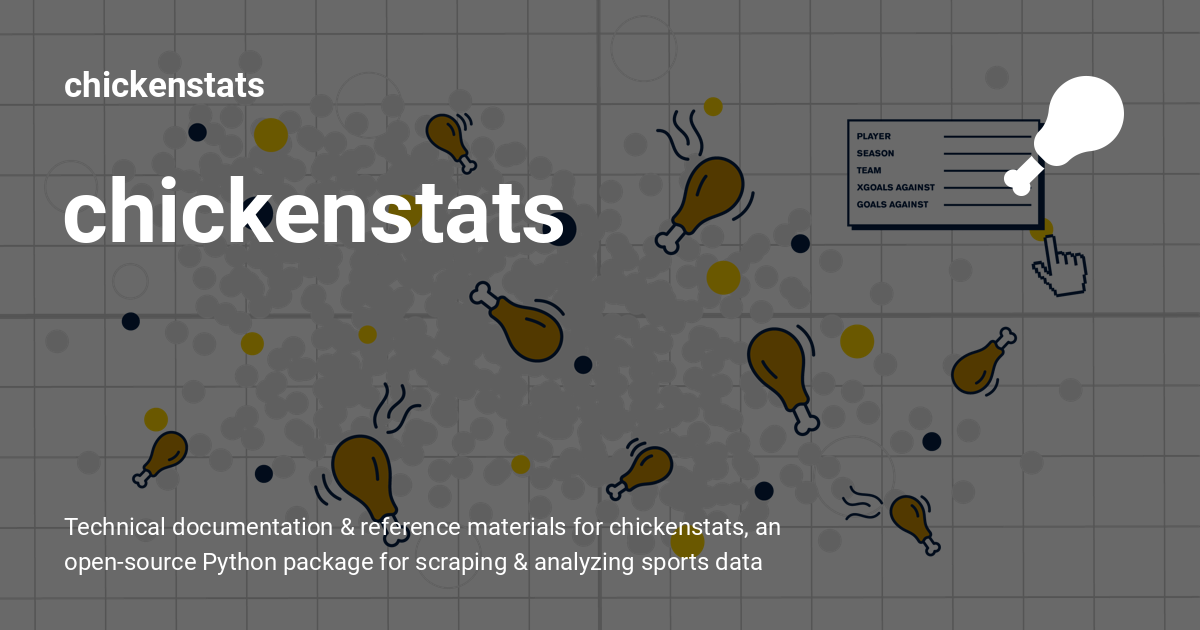 chickenstats
chickenstats
PLAYER
SEASON
TEAM
XGOALS AGAINST
GOALS AGAINST
Technical documentation & reference materials for chickenstats, an
open-source Python package for scraping & analyzing sports data